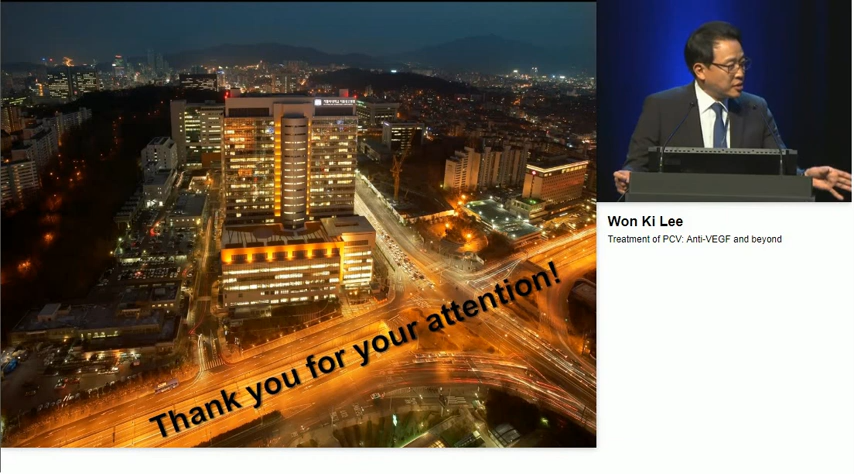 Thank you for your attention!
Won Ki Lee
Treatment of PCV: Anti-VEGF and beyond